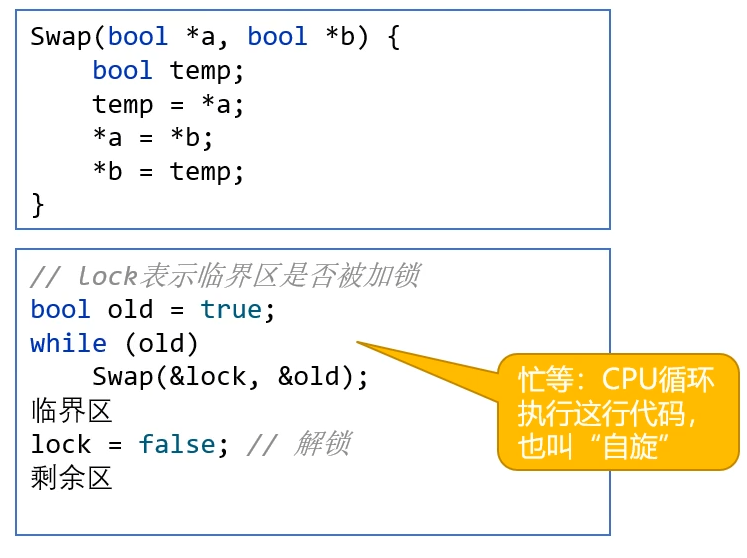 Swap(bool *a, bool *b) {
    bool temp;
    temp = *a;
    *a = *b;
    *b = temp;
}
// lock表示临界区是否被加锁
bool old = true;
while (old)
    Swap(&lock, &old);
临界区
lock = false; // 解锁
剩余区
忙等：CPU循环
执行这行代码，
也叫“自旋”